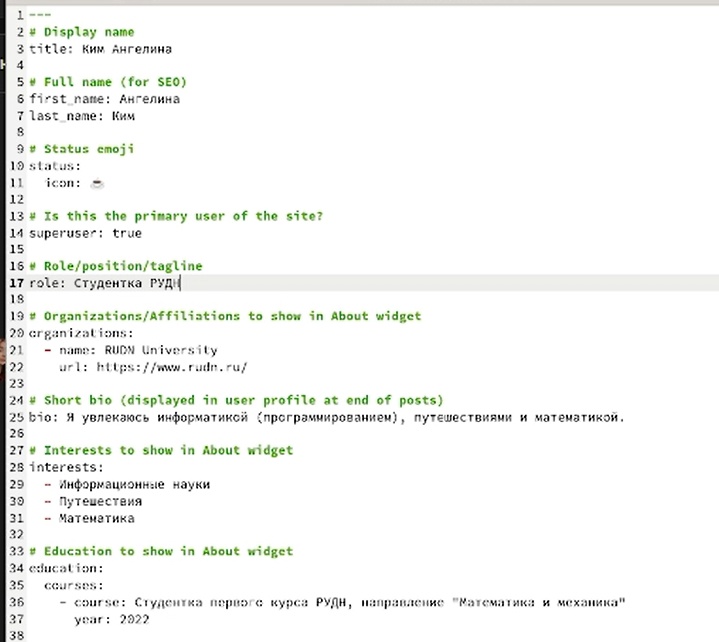 1 ---
2 # Display name
3 title: Ким Ангелина
4
5 # Full name (for SEO)
6 first_name: Ангелина
7 last_name: Ким
8
9 # Status emoji
10 status:
11   icon: ☕
12
13 # Is this the primary user of the site?
14 superuser: true
15
16 # Role/position/tagline
17 role: Студентка РУДН
18
19 # Organizations/Affiliations to show in About widget
20 organizations:
21   - name: RUDN University
22     url: https://www.rudn.ru/
23
24 # Short bio (displayed in user profile at end of posts)
25 bio: Я увлекаюсь информатикой (программированием), путешествиями и математикой.
26
27 # Interests to show in About widget
28 interests:
29   - Информационные науки
30   - Путешествия
31   - Математика
32
33 # Education to show in About widget
34 education:
35   courses:
36     - course: Студентка первого курса РУДН, направление "Математика и механика"
37       year: 2022
38